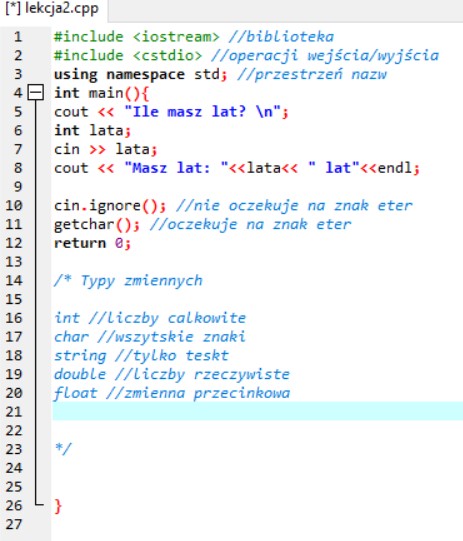 [*] lekcja2.cpp
1 #include <iostream> //biblioteka
2 #include <cstdio> //operacji wejścia/wyjścia
3 using namespace std; //przestrzeń nazw
4 int main(){
5 cout << "Ile masz lat? \n";
6 int lata;
7 cin >> lata;
8 cout << "Masz lat: "<<lata<< " lat"<<endl;
9
10 cin.ignore(); //nie oczekuje na znak eter
11 getchar(); //oczekuje na znak eter
12 return 0;
13
14 /* Typy zmiennych
15
16 int //liczby calkowite
17 char //wszytskie znaki
18 string //tylko teskt
19 double //liczby rzeczywiste
20 float //zmienna przecinkowa
21
22
23 */
24
25
26 }
27